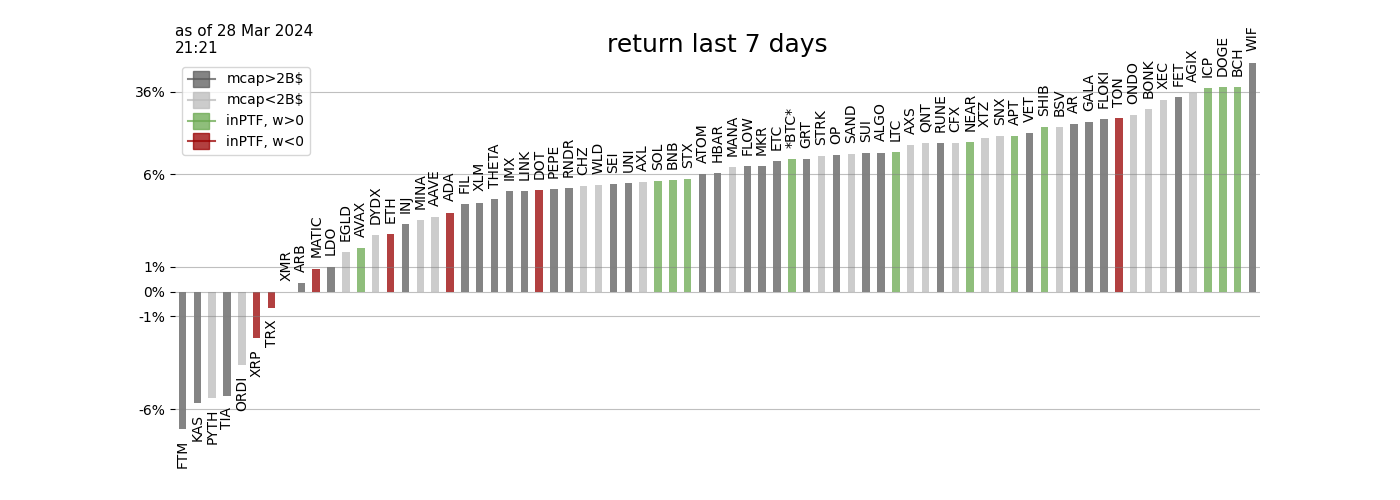 as of 28 Mar 2024
21:21
return last 7 days
mcap>2B$
mcap<2B$
inPTF, w>0
inPTF, w<0
36%
6%
1%
0%
-1%
-6%
FTM
KAS
PYTH
TIA
ORDI
XRP
TRX
XMR
ARB
MATIC
LDO
EGLD
AVAX
DYDX
ETH
INJ
MINA
AAVE
ADA
FIL
XLM
THETA
IMX
LINK
DOT
PEPE
RNDR
CHZ
WLD
SEI
UNI
AXL
SOL
BNB
STX
ATOM
HBAR
MANA
FLOW
MKR
ETC
*BTC*
GRT
STRK
OP
SAND
SUI
ALGO
LTC
AXS
QNT
RUNE
CFX
NEAR
XTZ
SNX
APT
VET
SHIB
BSV
AR
GALA
FLOKI
TON
ONDO
BONK
XEC
FET
AGIX
ICP
DOGE
BCH
WIF